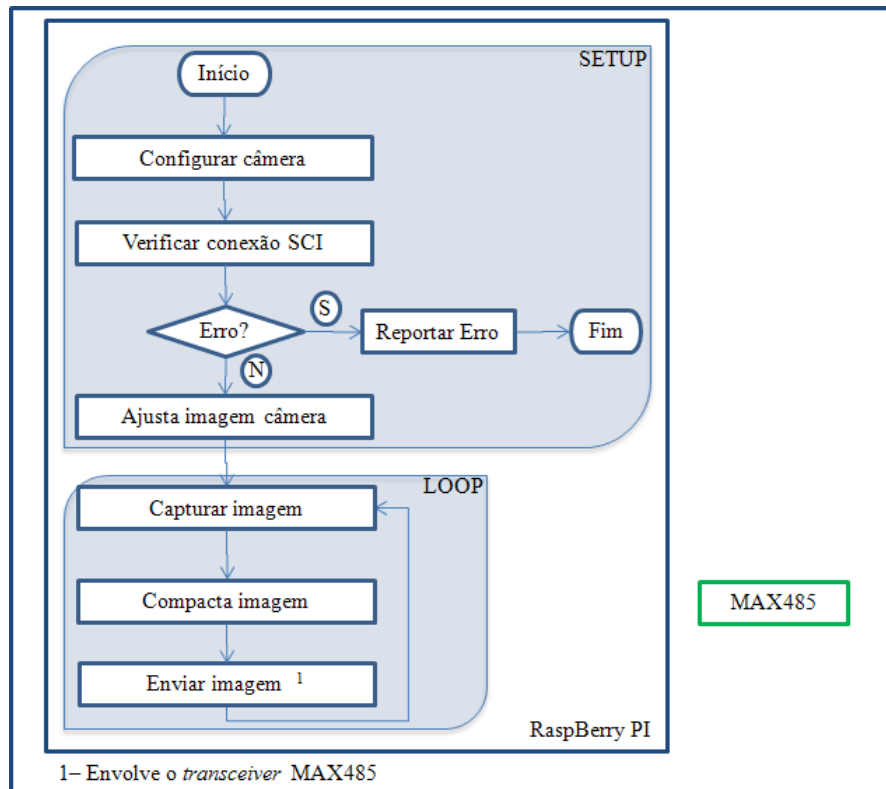 SETUP
Início
Configurar câmera
Verificar conexão SCI
Erro?
S
Reportar Erro
Fim
N
Ajusta imagem câmera
LOOP
Capturar imagem
Compacta imagem
MAX485
Enviar imagem 1
RaspBerry PI
1– Envolve o transceiver MAX485